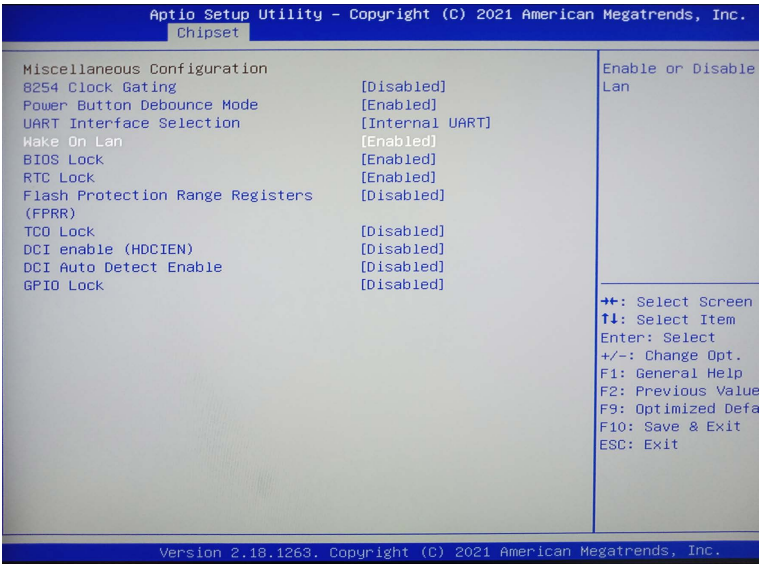 Aptio Setup Utility – Copyright (C) 2021 American Megatrends, Inc.
Chipset
Miscellaneous Configuration
8254 Clock Gating [Disabled]
Power Button Debounce Mode [Enabled]
UART Interface Selection [Internal UART]
Wake On Lan [Enabled]
BIOS Lock [Enabled]
RTC Lock [Enabled]
Flash Protection Range Registers [Disabled]
(FPRR)
TCO Lock [Disabled]
DCI enable (HDCIEN) [Disabled]
DCI Auto Detect Enable [Disabled]
GPIO Lock [Disabled]
Enable or Disable
Lan
→←: Select Screen
↑↓: Select Item
Enter: Select
+/-: Change Opt.
F1: General Help
F2: Previous Value
F9: Optimized Defa
F10: Save & Exit
ESC: Exit
Version 2.18.1263. Copyright (C) 2021 American Megatrends, Inc.